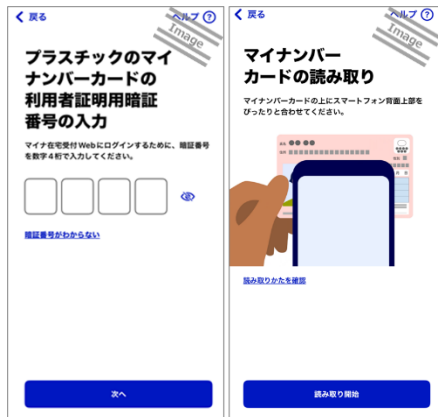 戻る
ヘルプ
Image
プラスチックのマイ
ナンバーカードの
利用者証明用暗証
番号の入力
マイナ在宅受付Webにログインするために、暗証番号
を数字4桁で入力してください。
暗証番号がわからない
次へ
戻る
ヘルプ
Image
マイナンバー
カードの読み取り
マイナンバーカードの上にスマートフォン背面上部を
ぴったりと合わせてください。
読み取りかたを確認
読み取り開始